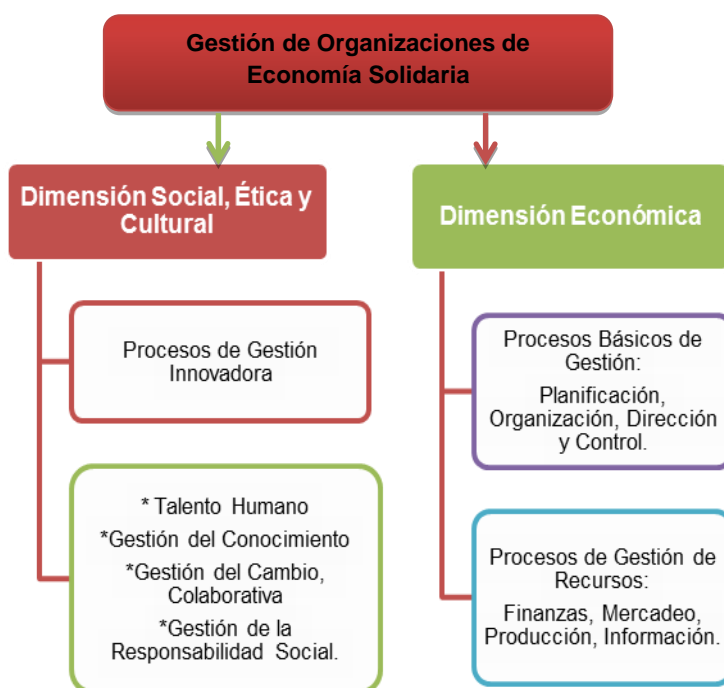 Gestión de Organizaciones de
Economía Solidaria
Dimensión Social, Ética y
Cultural
Procesos de Gestión
Innovadora
* Talento Humano
*Gestión del Conocimiento
*Gestión del Cambio,
Colaborativa
*Gestión de la
Responsabilidad Social.
Dimensión Económica
Procesos Básicos de
Gestión:
Planificación,
Organización, Dirección
y Control.
Procesos de Gestión de
Recursos:
Finanzas, Mercadeo,
Producción, Información.